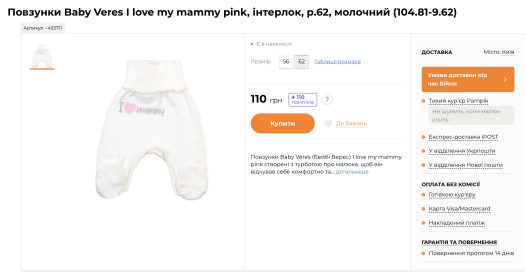 Повзунки Baby Veres I love my mammy pink, інтерлок, р.62, молочний (104.81-9.62)
Артикул - 493711
Є в наявності
Розмір 56 62 Таблиця розмірів
110 грн + 110 пампіків ?
Купити До бажань
Повзунки Baby Veres (Бейбі Верес) I love my mammy
pink створені з турботою про малюка, щоб він
відчував себе комфортно та... детальніше
I mammy
ДОСТАВКА Місто: Київ
Умови доставки під
час Війни
Тихий кур'єр Pampik
Не шумить коли малюк
спить
Експрес-доставка iPOST
У відділення Укрпошти
У відділення Нової пошти
ОПЛАТА БЕЗ КОМІСІЇ
Готівкою кур'єру
Карта Visa/Mastercard
Накладений платіж
ГАРАНТІЯ ТА ПОВЕРНЕННЯ
Повернення протягом 14 днів